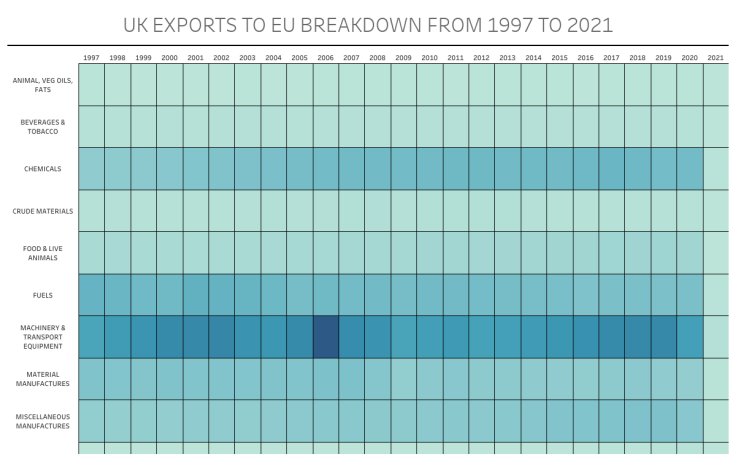 UK EXPORTS TO EU BREAKDOWN FROM 1997 TO 2021
1997 1998 1999 2000 2001 2002 2003 2004 2005 2006 2007 2008 2009 2010 2011 2012 2013 2014 2015 2016 2017 2018 2019 2020 2021
ANIMAL, VEG OILS,
FATS
BEVERAGES &
TOBACCO
CHEMICALS
CRUDE MATERIALS
FOOD & LIVE
ANIMALS
FUELS
MACHINERY &
TRANSPORT
EQUIPMENT
MATERIAL
MANUFACTURES
MISCELLANEOUS
MANUFACTURES